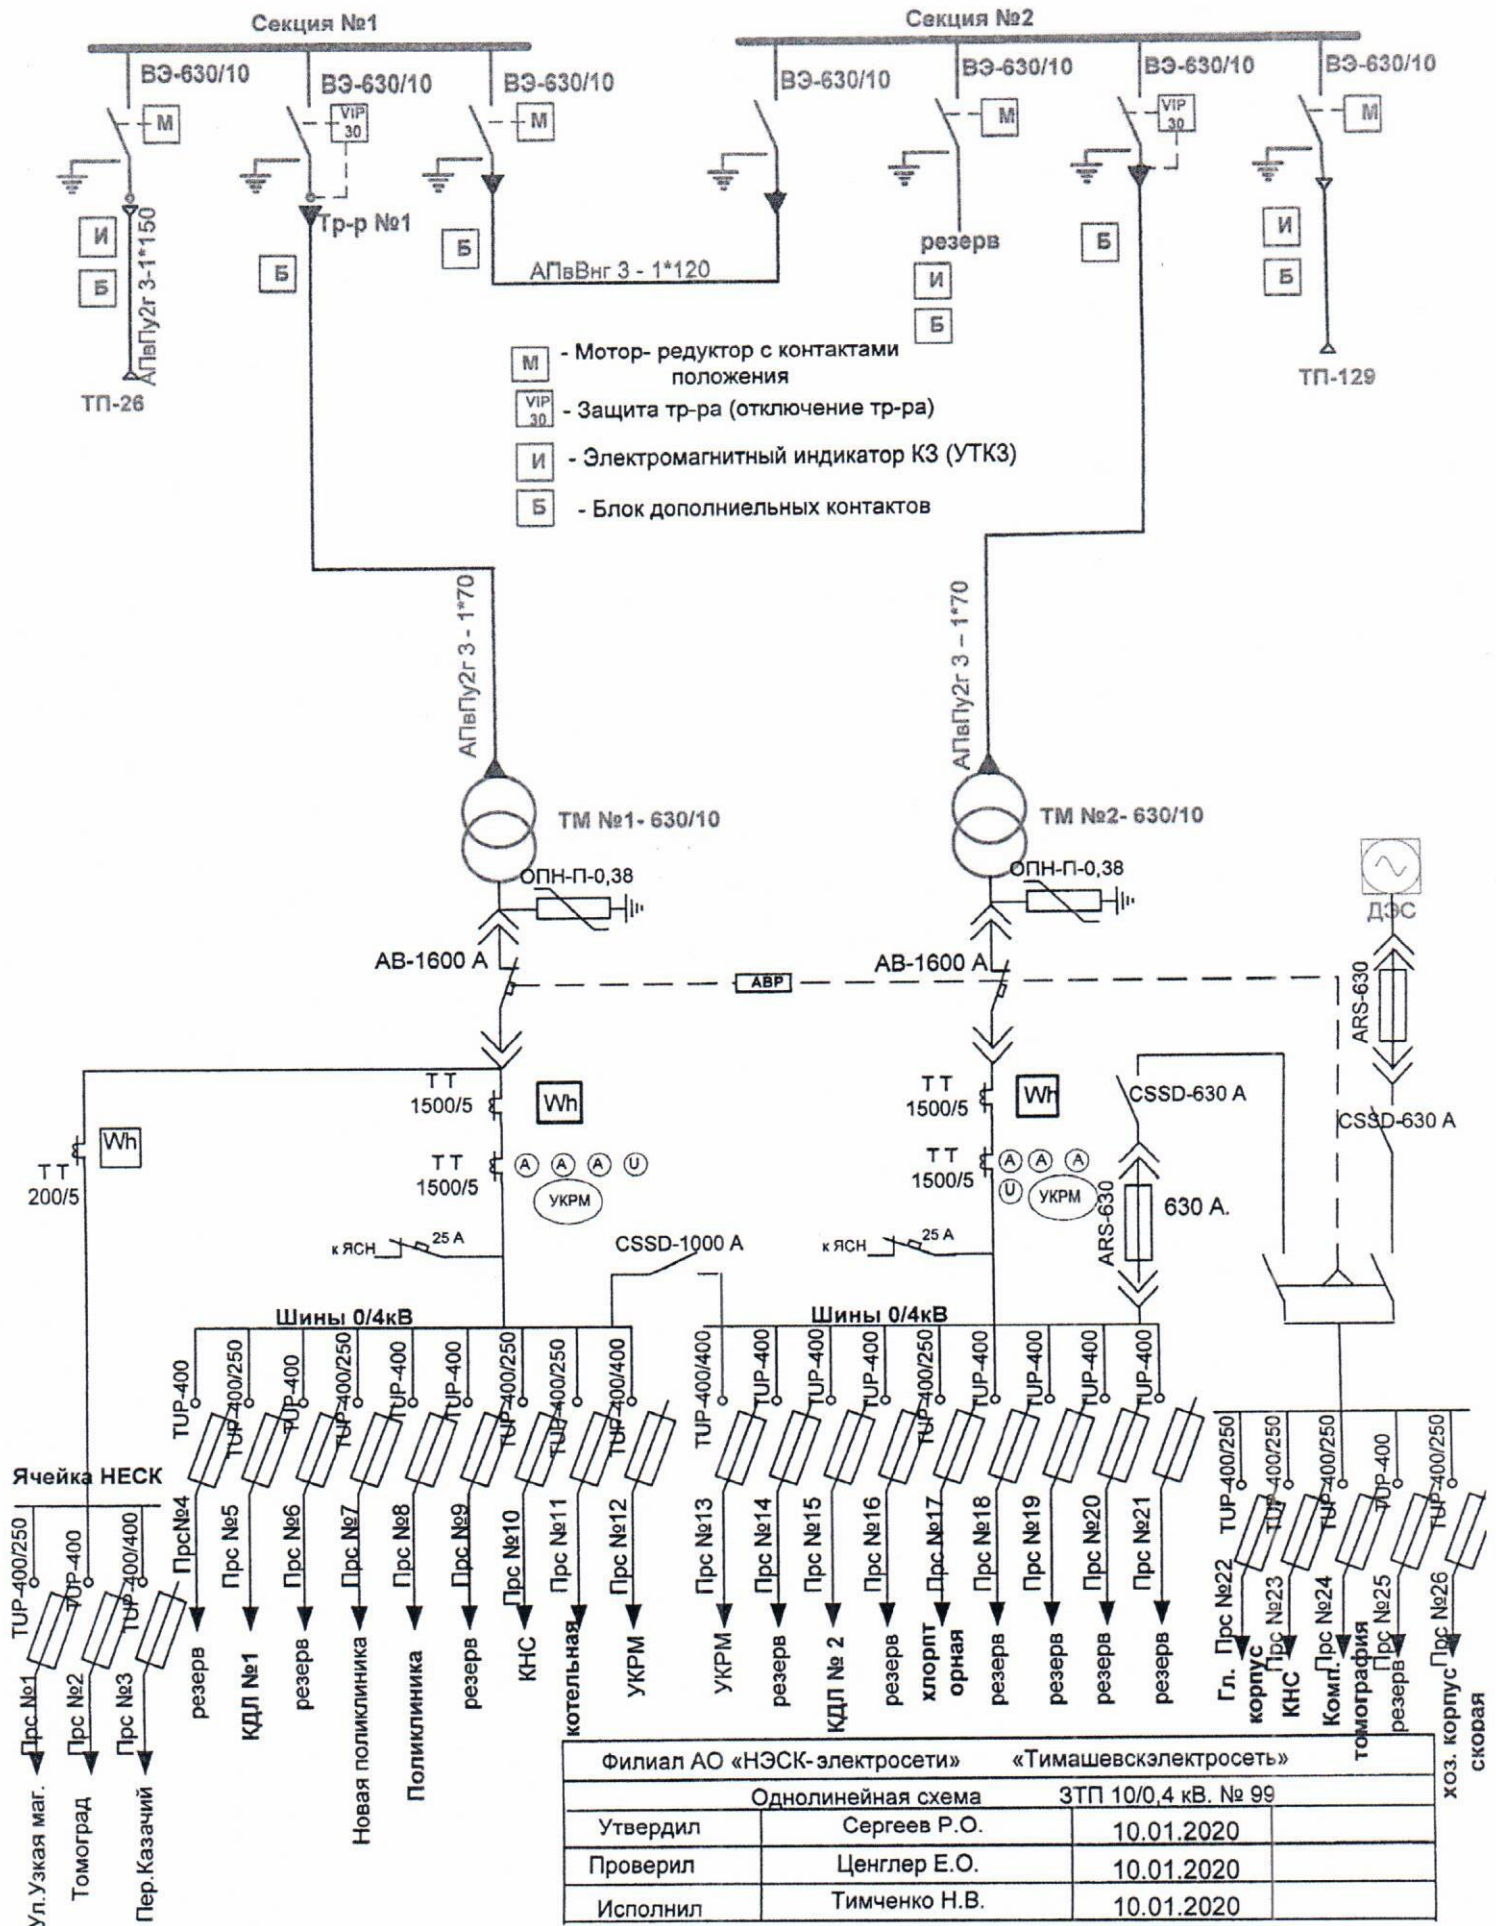 Секция №1
Секция №2
ВЭ-630/10
ВЭ-630/10
ВЭ-630/10
ВЭ-630/10
ВЭ-630/10
ВЭ-630/10
ВЭ-630/10
М
VIP
30
М
М
VIP
30
М
И
Б
АПвПу2г 3-1*150
ТП-26
Тр-р №1
Б
Б
АПвВнг 3 - 1*120
резерв
И
Б
Б
И
Б
ТП-129
М
- Мотор- редуктор с контактами
положения
VIP
30
- Защита тр-ра (отключение тр-ра)
И
- Электромагнитный индикатор КЗ (УТКЗ)
Б
- Блок дополниельных контактов
АПвПу2г 3 - 1*70
АПвПу2г 3 – 1*70
ТМ №1- 630/10
ТМ №2- 630/10
ОПН-П-0,38
ОПН-П-0,38
ДЭС
АВ-1600 А
АВР
АВ-1600 А
ARS-630
Т Т
1500/5
Wh
Т Т
1500/5
Wh
CSSD-630 А
CSSD-630 А
Wh
Т Т
200/5
Т Т
1500/5
А А А U
УКРМ
Т Т
1500/5
А А А
U
УКРМ
ARS-630
630 А.
к ЯСН
25 А
CSSD-1000 А
к ЯСН
25 А
Шины 0/4кВ
Шины 0/4кВ
TUP-400
TUP-400/250
TUP-400
TUP-400/250
TUP-400
TUP-400
TUP-400/250
TUP-400/250
TUP-400/400
TUP-400/400
TUP-400
TUP-400
TUP-400
TUP-400/250
TUP-400
TUP-400
TUP-400
TUP-400
TUP-400/250
TUP-400/250
TUP-400/250
TUP-400
TUP-400/250
Ячейка НЕСК
TUP-400/250
TUP-400
TUP-400/400
Прс №1
Прс №2
Прс №3
Прс№4
Прс №5
Прс №6
Прс №7
Прс №8
Прс №9
Прс №10
Прс №11
Прс №12
Прс №13
Прс №14
Прс №15
Прс №16
Прс №17
Прс №18
Прс №19
Прс №20
Прс №21
Прс №22
Прс №23
Прс №24
Прс №25
Прс №26
Ул.Узкая маг.
Томоград
Пер.Казачий
резерв
КДЛ №1
резерв
Новая поликлиника
Поликлиника
резерв
КНС
котельная
УКРМ
УКРМ
резерв
КДЛ № 2
резерв
хлорпт
орная
резерв
резерв
резерв
резерв
Гл.
корпус
КНС
Комп.
томография
резерв
хоз. корпус
скорая
Филиал АО «НЭСК- электросети» «Тимашевскэлектросеть»
Однолинейная схема ЗТП 10/0,4 кВ. № 99
Утвердил Сергеев Р.О. 10.01.2020
Проверил Ценглер Е.О. 10.01.2020
Исполнил Тимченко Н.В. 10.01.2020